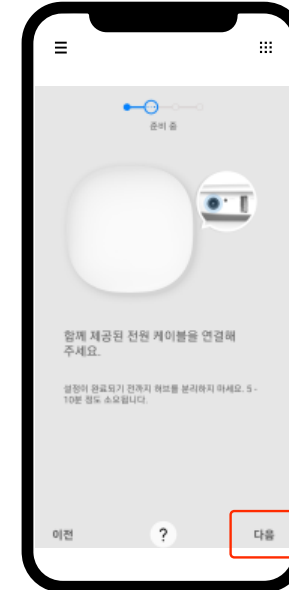 준비 중
함께 제공된 전원 케이블을 연결해
주세요.
설정이 완료되기 전까지 허브를 분리하지 마세요. 5 -
10분 정도 소요됩니다.
이전
?
다음